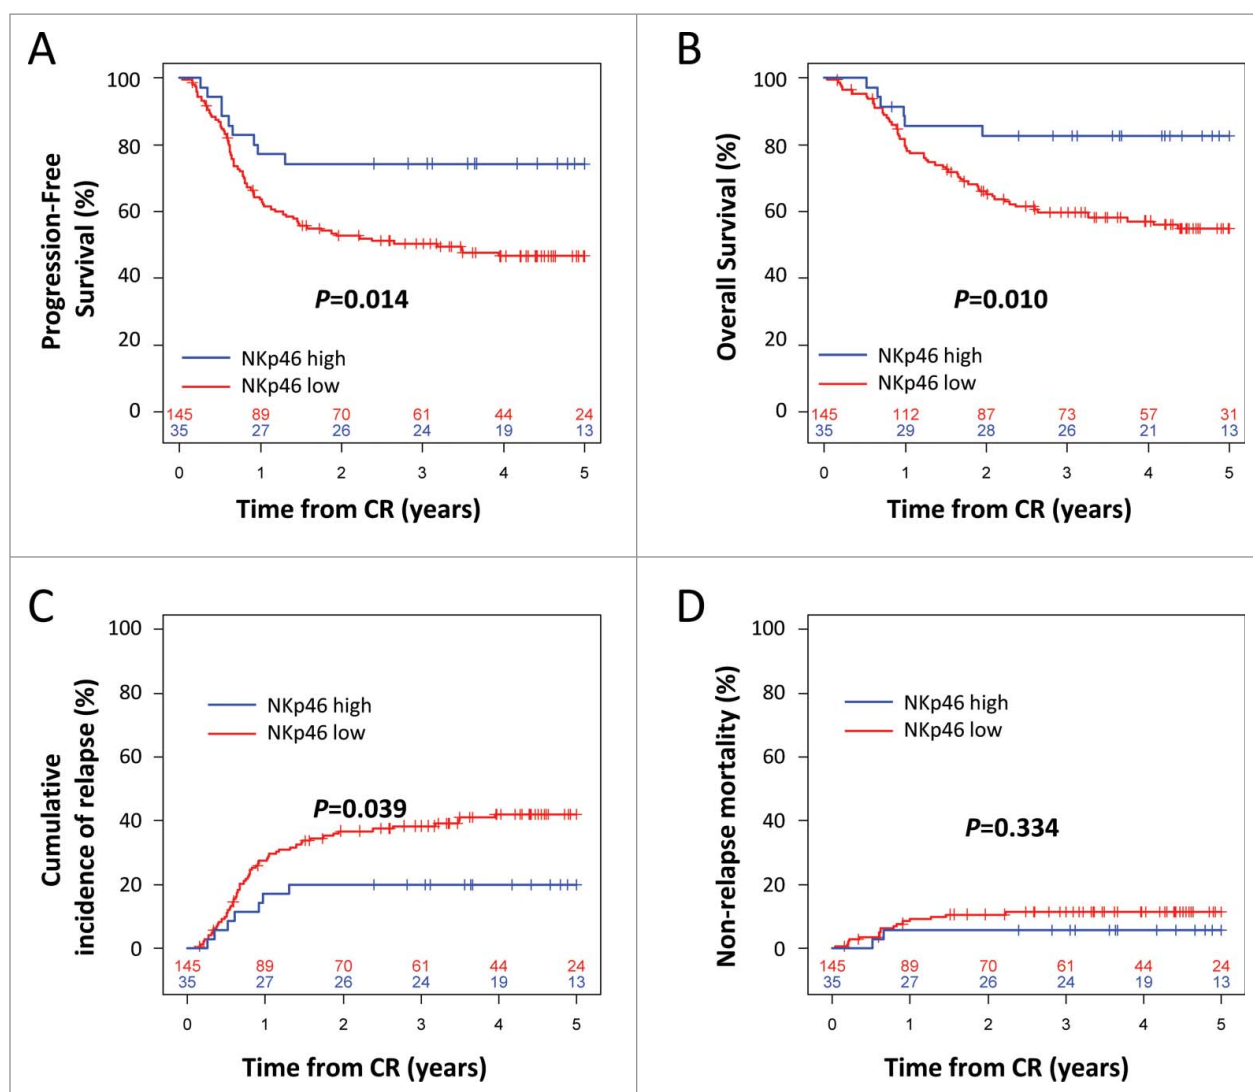 A
Progression-Free
Survival (%)
100
80
60
40
20
0
P=0.014
NKp46 high
NKp46 low
145 89 70 61 44 24
35 27 26 24 19 13
0 1 2 3 4 5
Time from CR (years)
B
Overall Survival (%)
100
80
60
40
20
0
P=0.010
NKp46 high
NKp46 low
145 112 87 73 57 31
35 29 28 26 21 13
0 1 2 3 4 5
Time from CR (years)
C
Cumulative
incidence of relapse (%)
100
80
60
40
20
0
NKp46 high
NKp46 low
P=0.039
145 89 70 61 44 24
35 27 26 24 19 13
0 1 2 3 4 5
Time from CR (years)
D
Non-relapse mortality (%)
100
80
60
40
20
0
NKp46 high
NKp46 low
P=0.334
145 89 70 61 44 24
35 27 26 24 19 13
0 1 2 3 4 5
Time from CR (years)